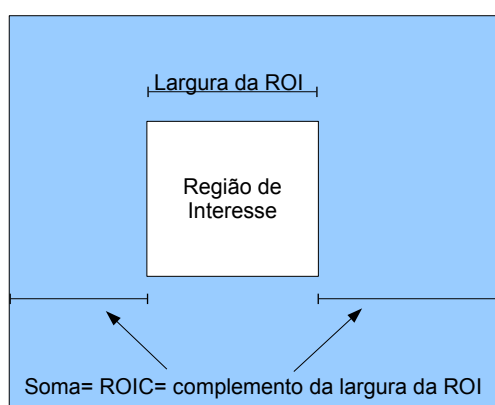 Largura da ROI
Região de
Interesse
Soma= ROIC= complemento da largura da ROI